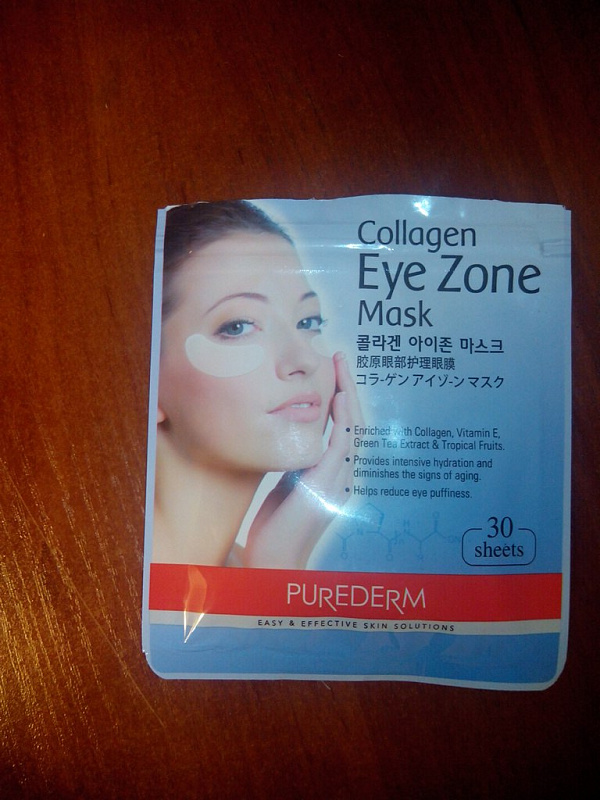 Collagen
Eye Zone
Mask
콜라겐 아이존 마스크
胶原眼部护理眼膜
コラ-ゲン アイゾ-ン マスク
• Enriched with Collagen, Vitamin E,
Green Tea Extract & Tropical Fruits.
• Provides intensive hydration and
diminishes the signs of aging.
• Helps reduce eye puffiness.
30
sheets
PUREDERM
EASY & EFFECTIVE SKIN SOLUTIONS